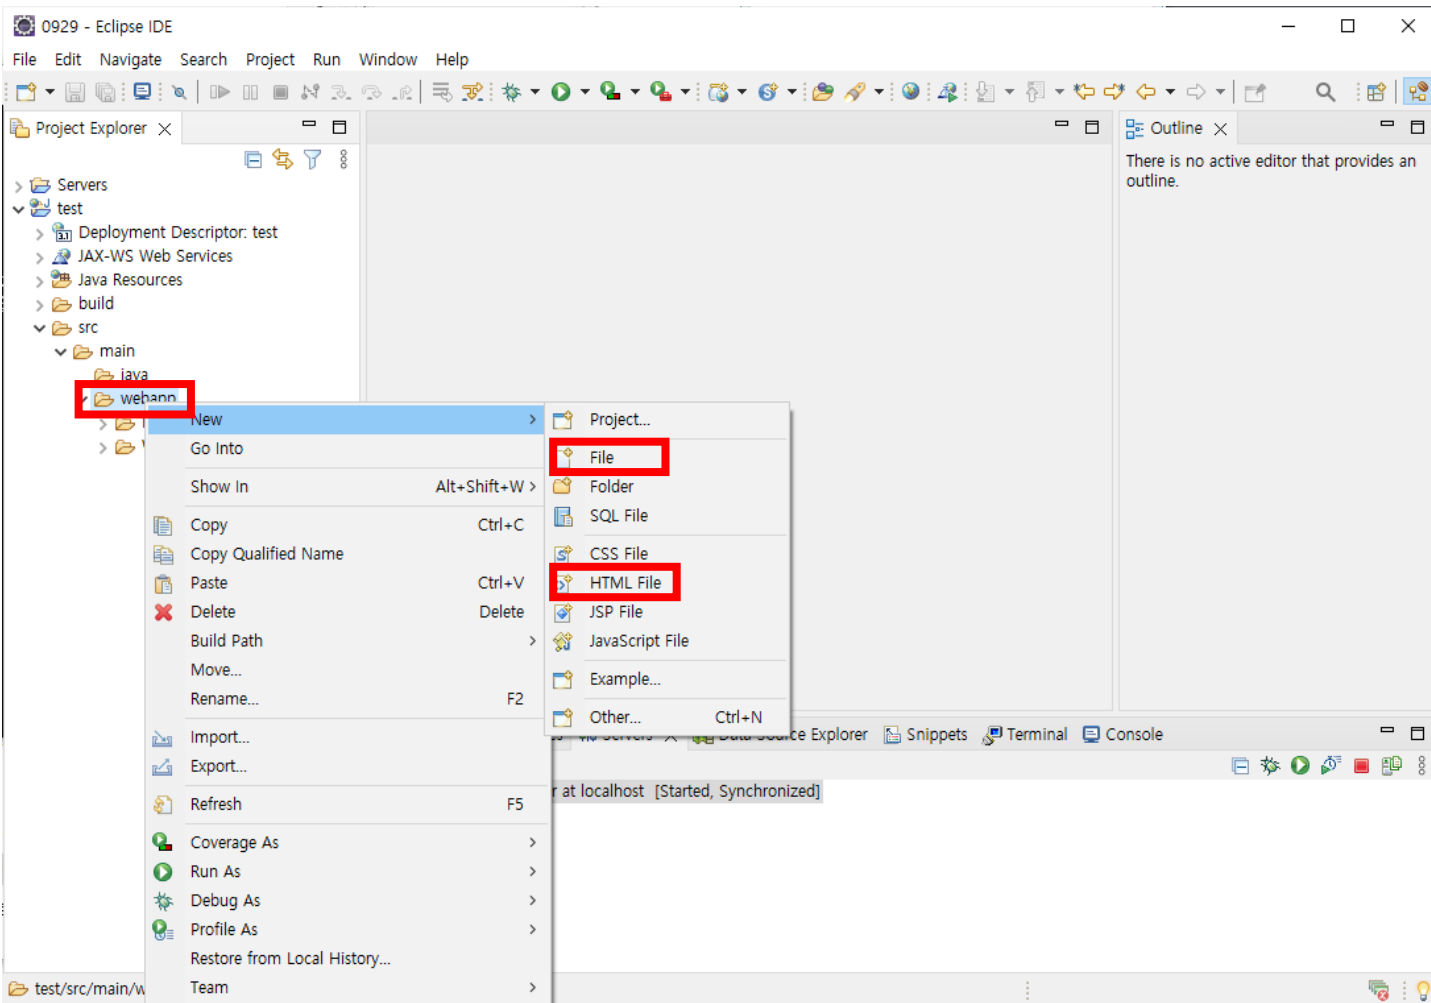 0929 - Eclipse IDE
File Edit Navigate Search Project Run Window Help
Project Explorer
Outline
There is no active editor that provides an
outline.
Servers
test
Deployment Descriptor: test
JAX-WS Web Services
Java Resources
build
src
main
java
webapp
New
Go Into
Show In Alt+Shift+W
Copy Ctrl+C
Copy Qualified Name
Paste Ctrl+V
Delete Delete
Build Path
Move...
Rename... F2
Import...
Export...
Refresh F5
Coverage As
Run As
Debug As
Profile As
Restore from Local History...
Team
Project...
File
Folder
SQL File
CSS File
HTML File
JSP File
JavaScript File
Example...
Other... Ctrl+N
Servers Data Source Explorer Snippets Terminal Console
r at localhost [Started, Synchronized]
test/src/main/w